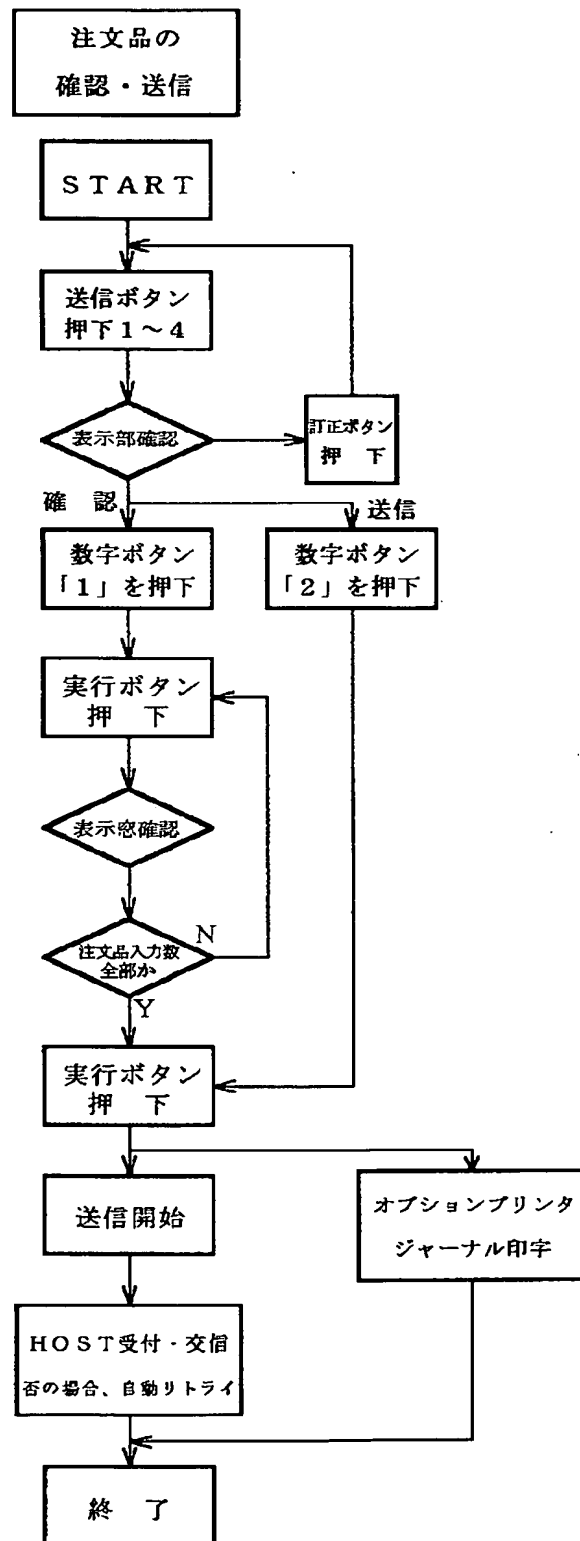 注文品の
確認・送信
START
送信ボタン
押下1～4
表示部確認
訂正ボタン
押 下
確 認
送信
数字ボタン
「1」を押下
数字ボタン
「2」を押下
実行ボタン
押 下
表示窓確認
注文品入力数
全部か
N
Y
実行ボタン
押 下
送信開始
オプションプリンタ
ジャーナル印字
HOST受付・交信
否の場合、自動リトライ
終 了